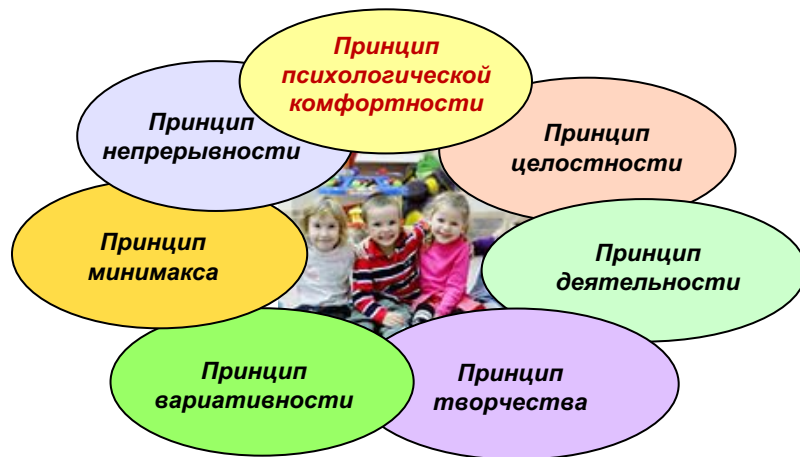 Принцип
психологической
комфортности
Принцип
непрерывности
Принцип
целостности
Принцип
минимакса
Принцип
деятельности
Принцип
вариативности
Принцип
творчества